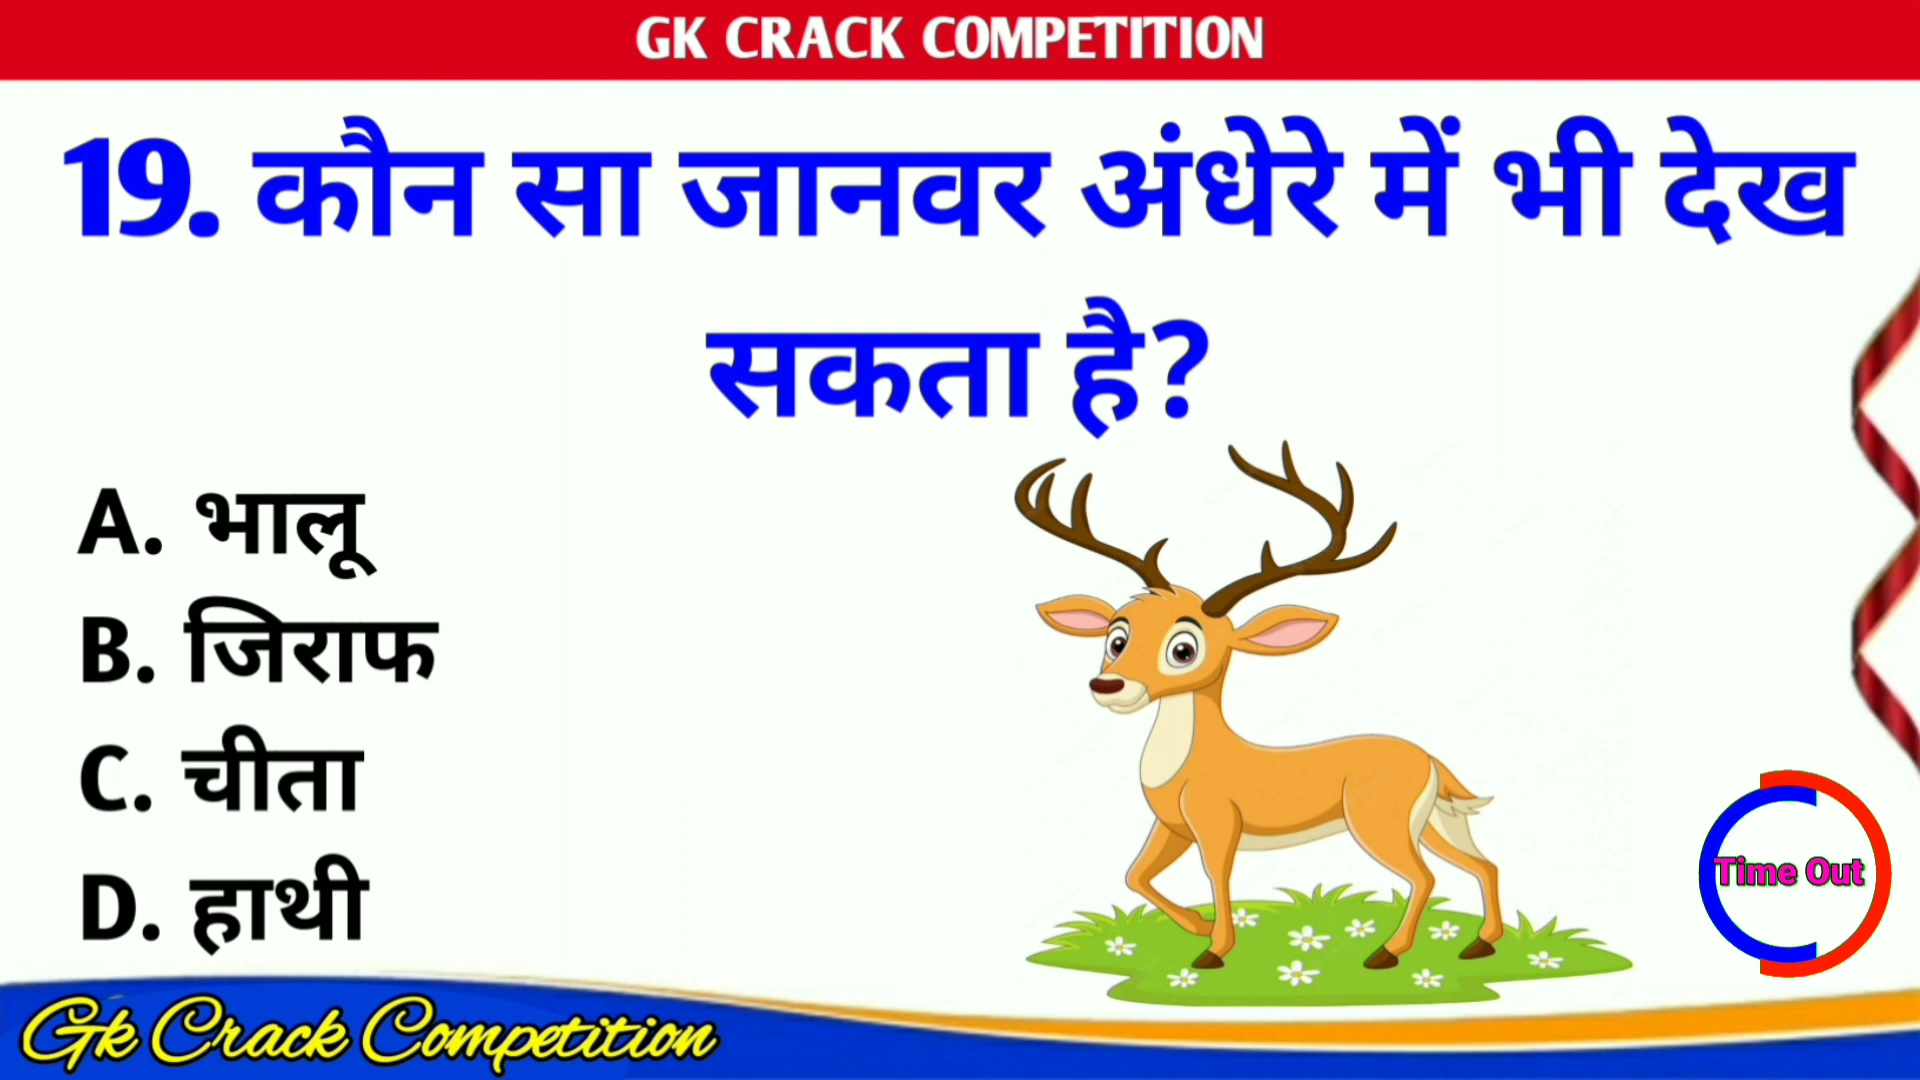 GK CRACK COMPETITION
19. कौन सा जानवर अंधेरे में भी देख
सकता है?
A. भालू
B. जिराफ
C. चीता
D. हाथी
Time Out
Gk Crack Competition